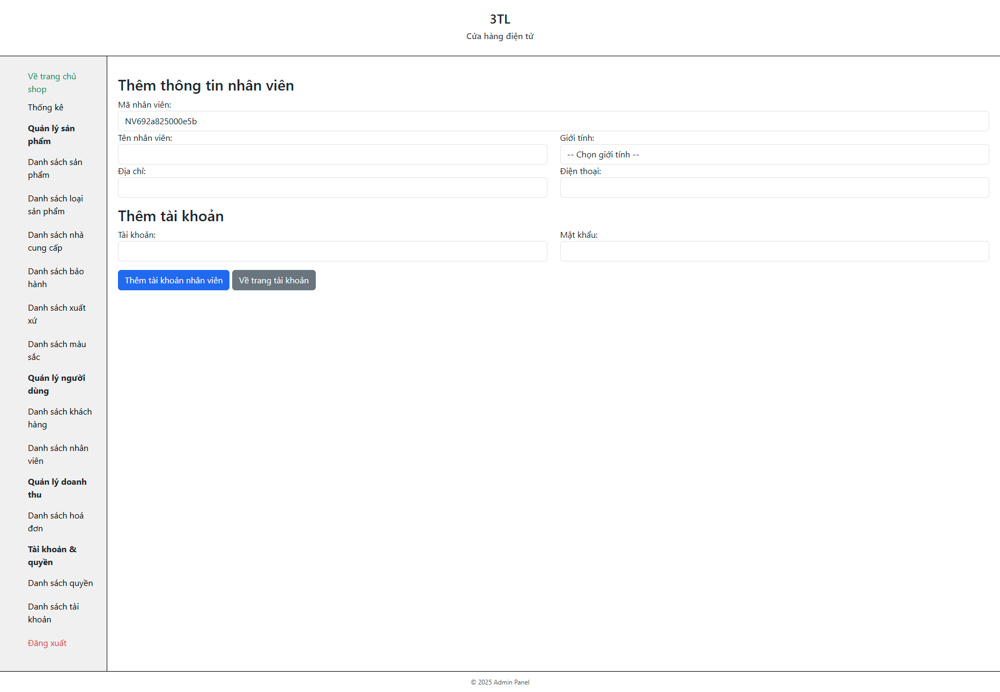 3TL
Cửa hàng điện tử
Về trang chủ
shop
Thống kê
Quản lý sản
phẩm
Danh sách sản
phẩm
Danh sách loại
sản phẩm
Danh sách nhà
cung cấp
Danh sách bảo
hành
Danh sách xuất
xứ
Danh sách màu
sắc
Quản lý người
dùng
Danh sách khách
hàng
Danh sách nhân
viên
Quản lý doanh
thu
Danh sách hoá
đơn
Tài khoản &
quyền
Danh sách quyền
Danh sách tài
khoản
Đăng xuất
Thêm thông tin nhân viên
Mã nhân viên:
NV692a825000e5b
Tên nhân viên:
Giới tính:
-- Chọn giới tính --
Địa chỉ:
Điện thoại:
Thêm tài khoản
Tài khoản:
Mật khẩu:
Thêm tài khoản nhân viên
Về trang tài khoản
© 2025 Admin Panel